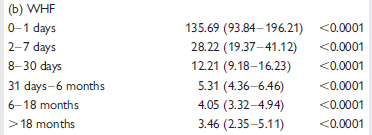 (b) WHF
0–1 days 135.69 (93.84–196.21) <0.0001
2–7 days 28.22 (19.37–41.12) <0.0001
8–30 days 12.21 (9.18–16.23) <0.0001
31 days–6 months 5.31 (4.36–6.46) <0.0001
6–18 months 4.05 (3.32–4.94) <0.0001
>18 months 3.46 (2.35–5.11) <0.0001